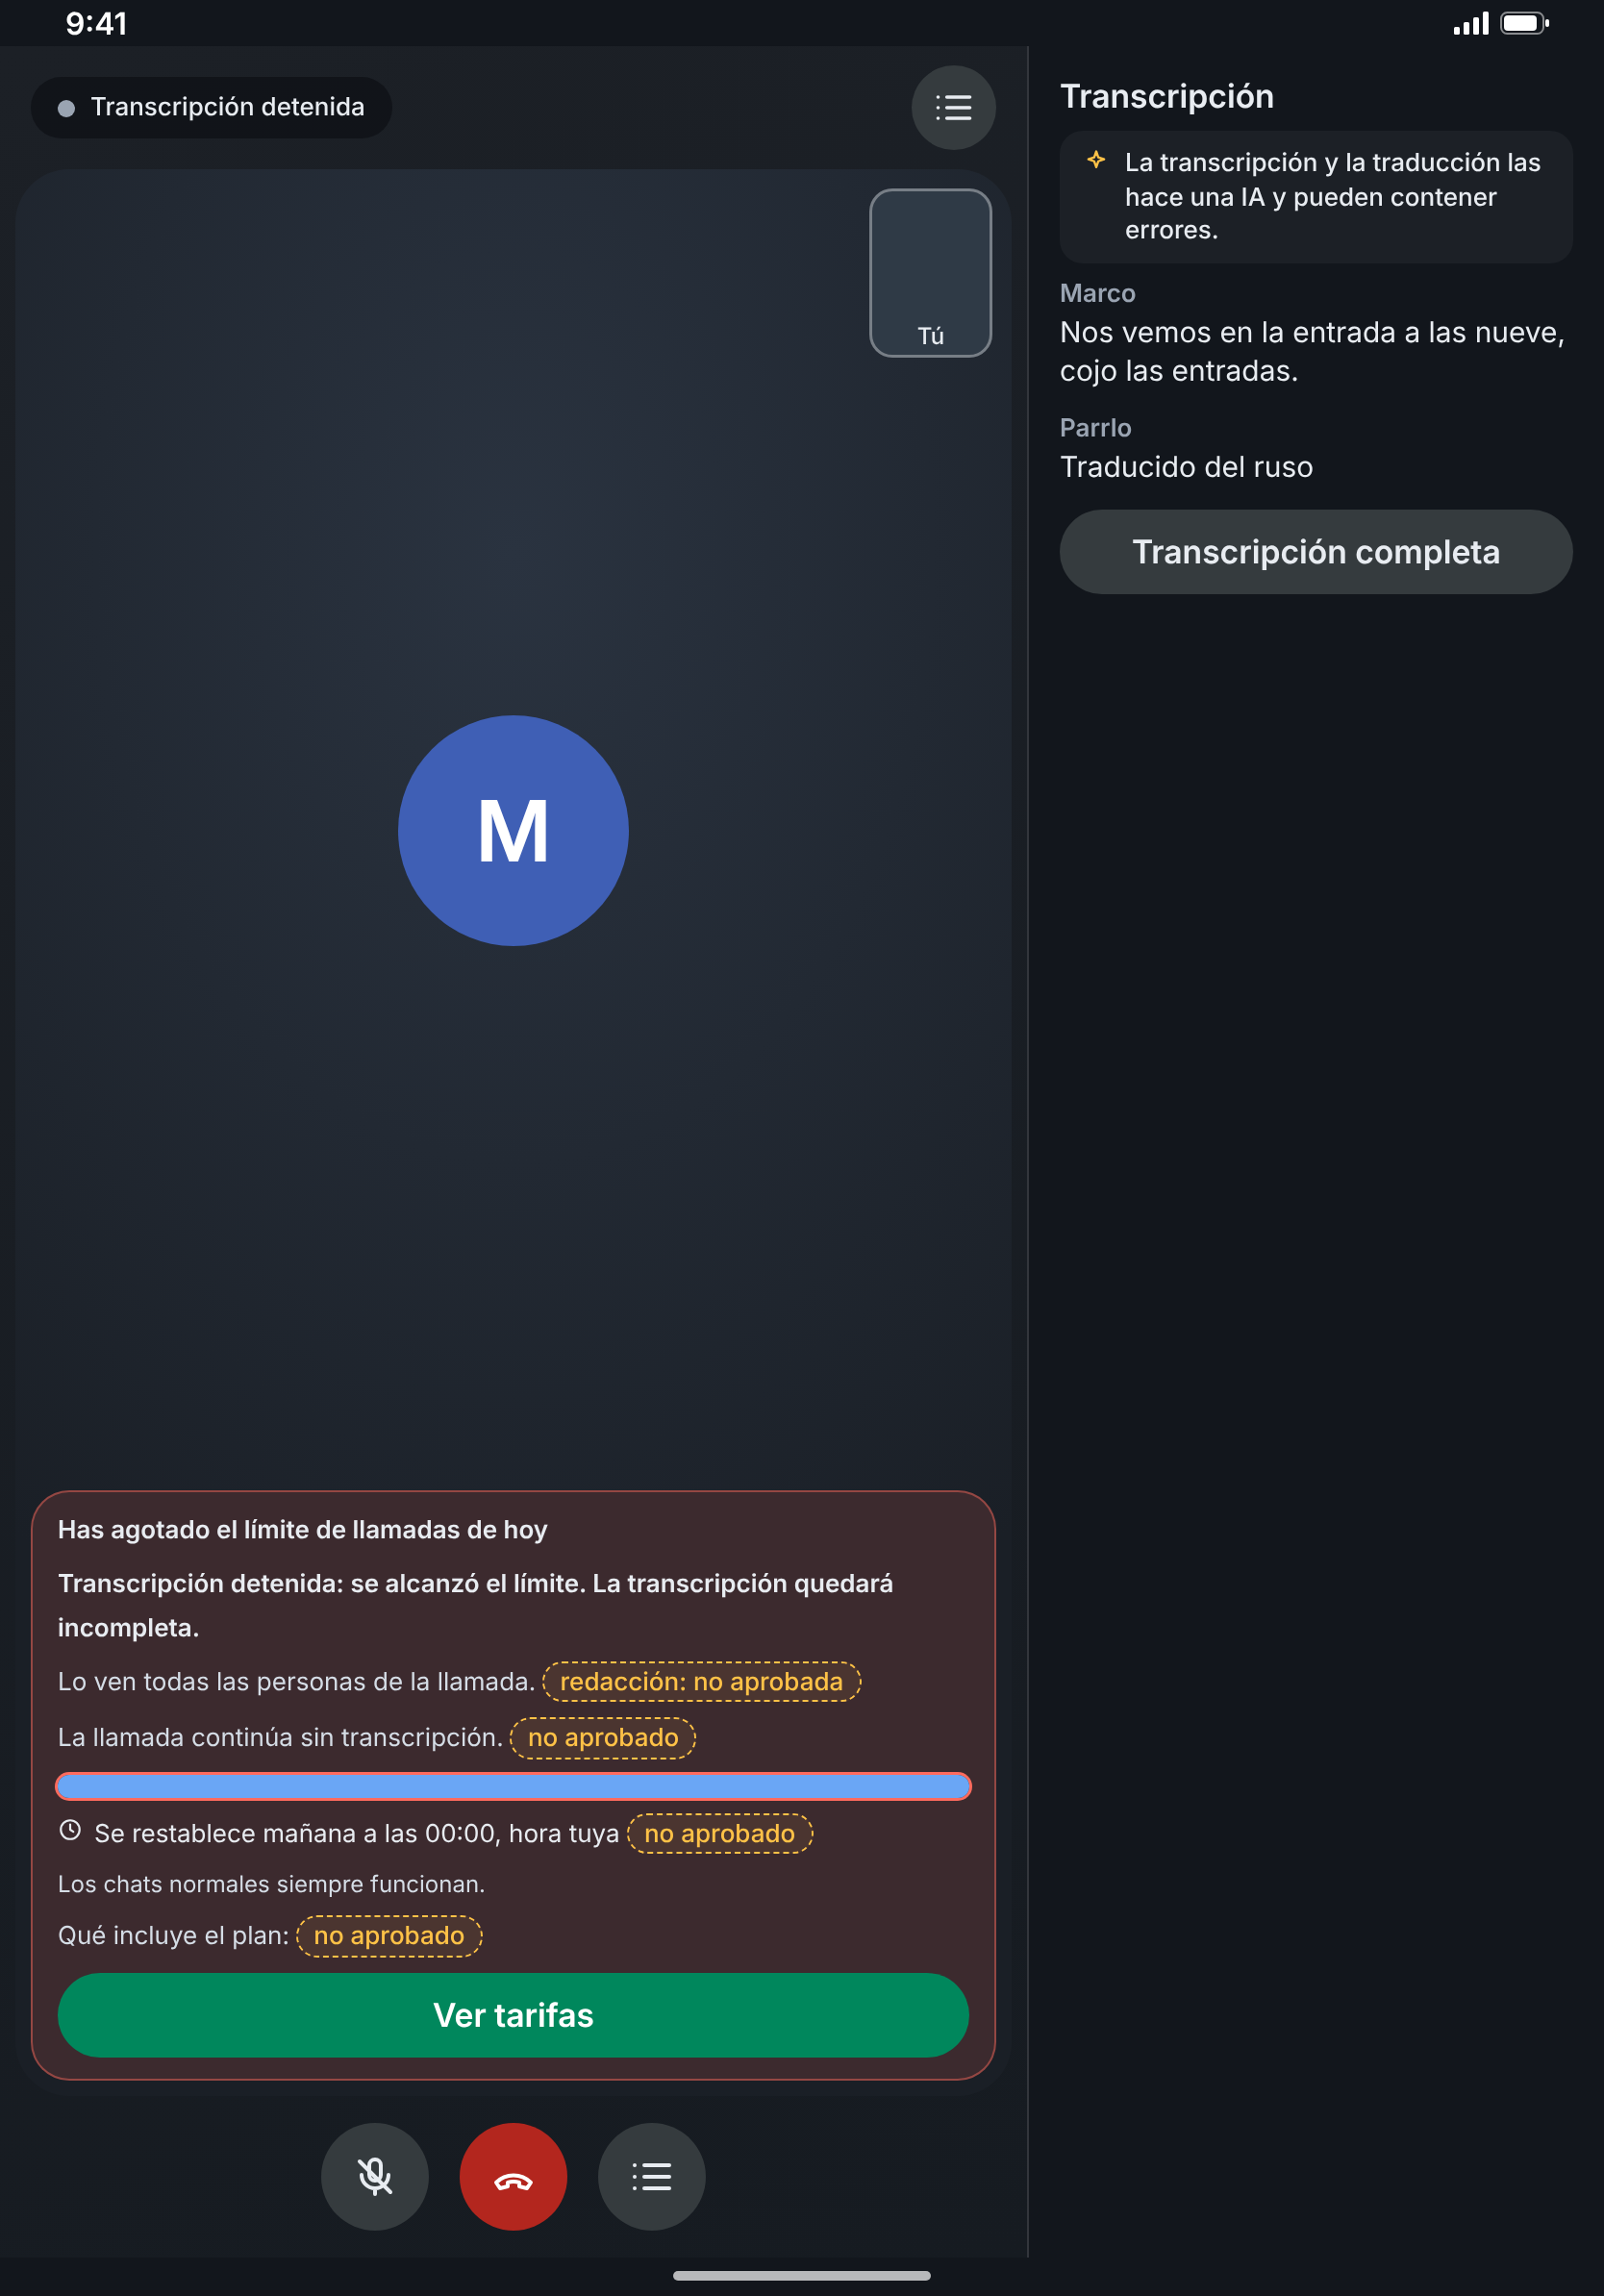 9:41
Transcripción detenida
Tú
M
Has agotado el límite de llamadas de hoy
Transcripción detenida: se alcanzó el límite. La transcripción quedará
incompleta.
Lo ven todas las personas de la llamada. redacción: no aprobada
La llamada continúa sin transcripción. no aprobado
Se restablece mañana a las 00:00, hora tuya no aprobado
Los chats normales siempre funcionan.
Qué incluye el plan: no aprobado
Ver tarifas
Transcripción
La transcripción y la traducción las
hace una IA y pueden contener
errores.
Marco
Nos vemos en la entrada a las nueve,
cojo las entradas.
Parrlo
Traducido del ruso
Transcripción completa